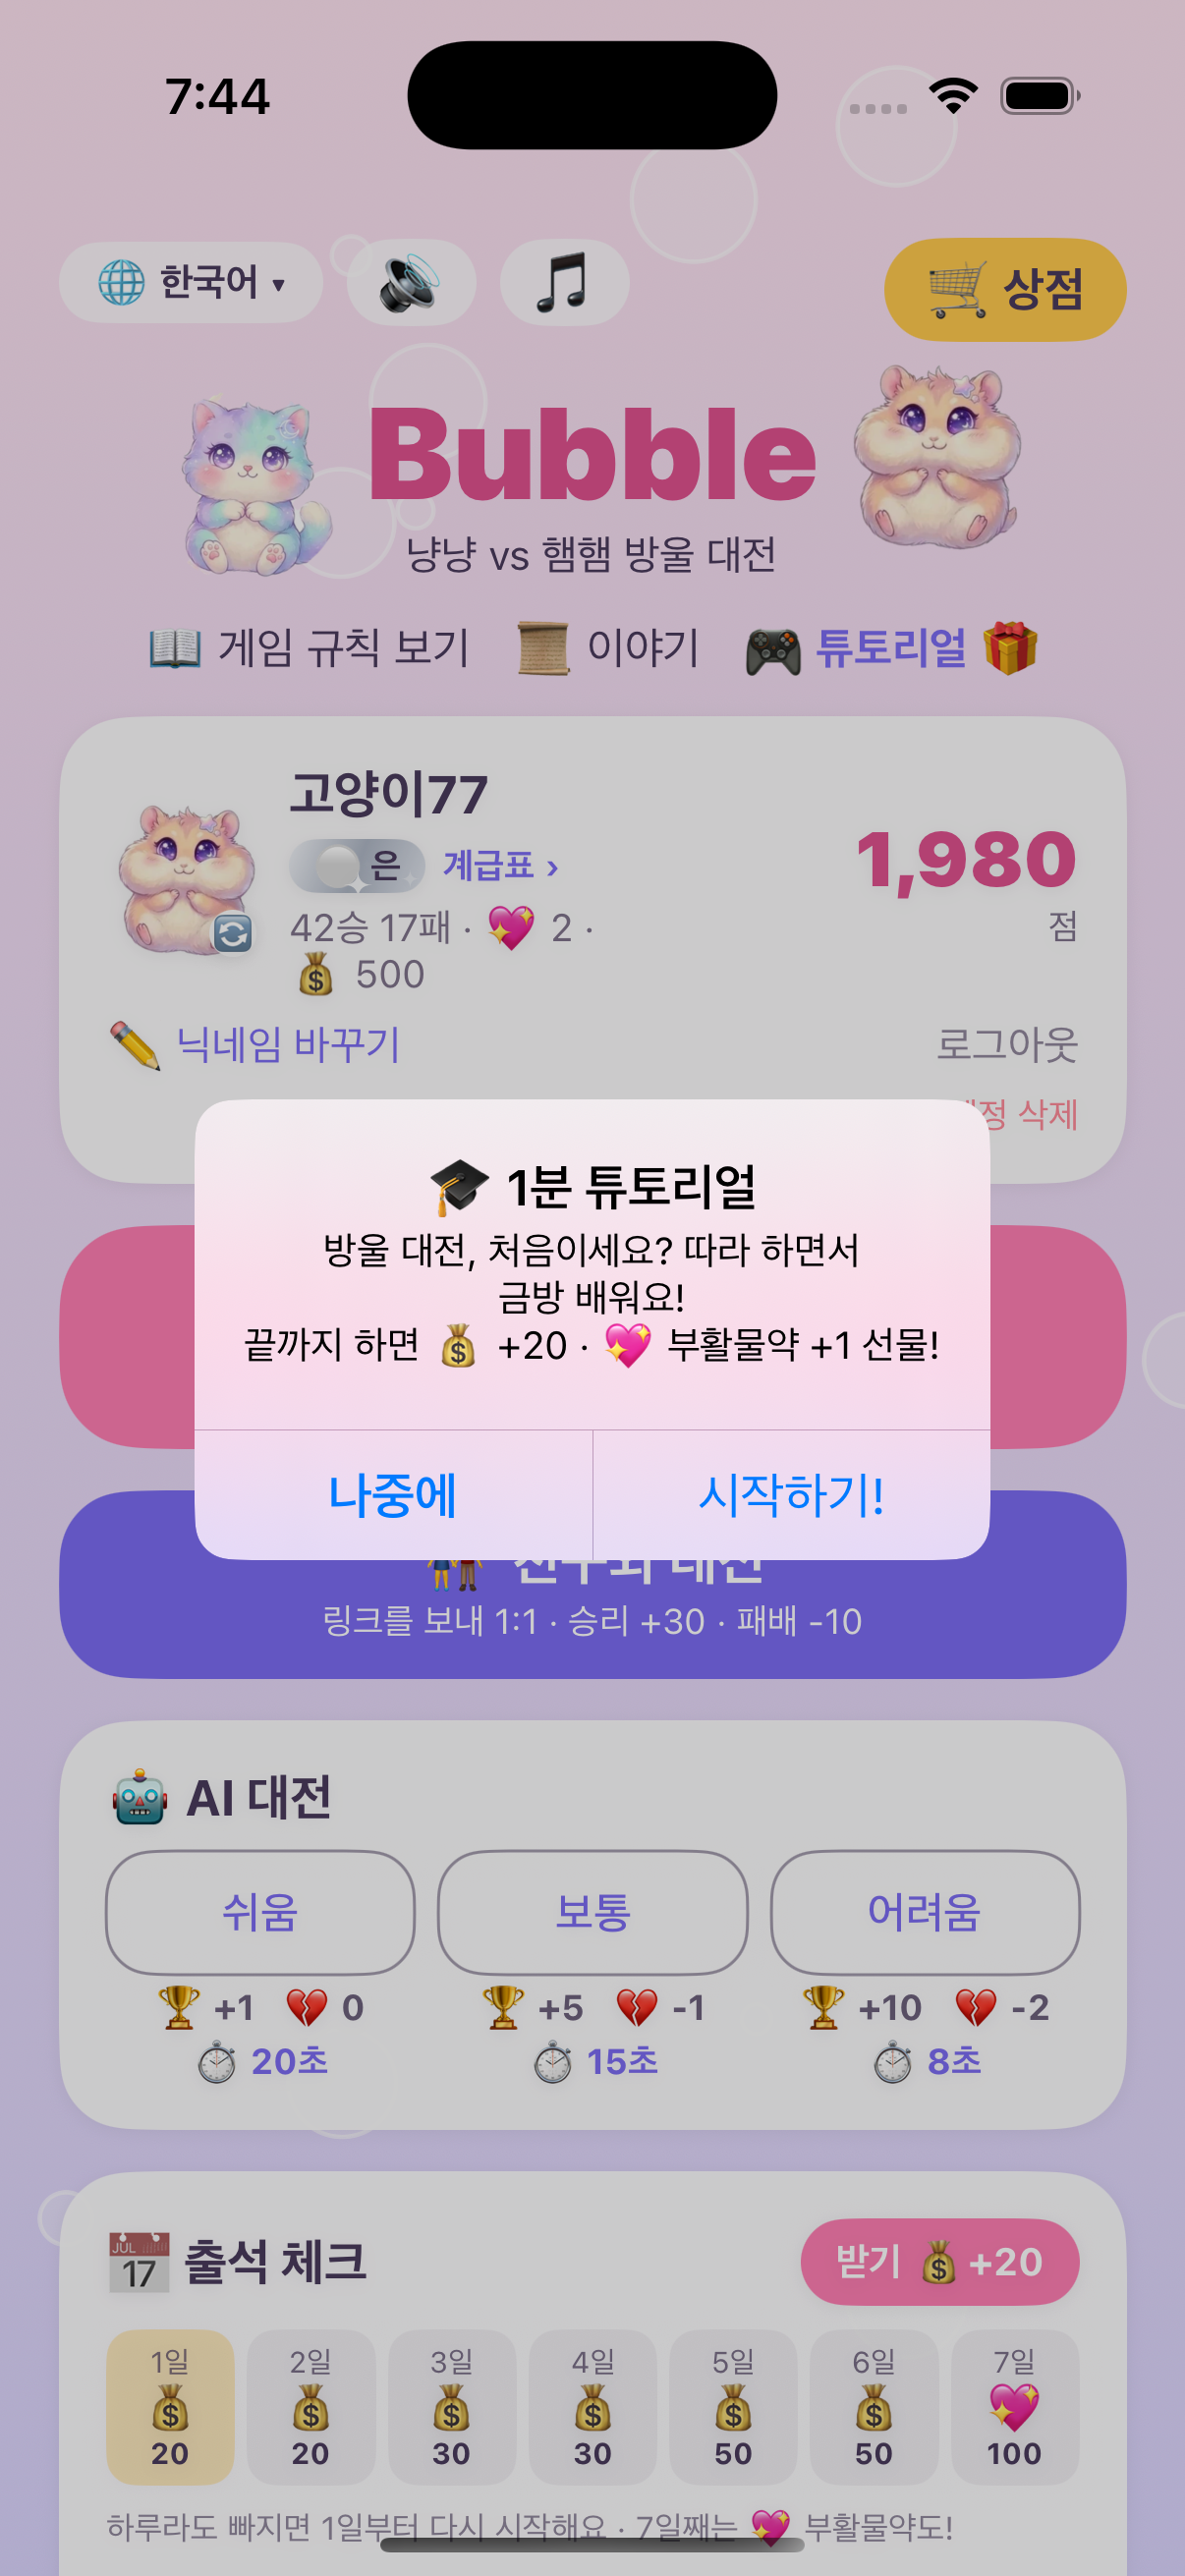 7:44
🌐 한국어 ▾
🛒 상점
Bubble
냥냥 vs 햄햄 방울 대전
📖 게임 규칙 보기 📜 이야기 🎮 튜토리얼 🎁
고양이77
은 계급표 ›
1,980
42승 17패 · 💖 2 ·
점
💰 500
✏️ 닉네임 바꾸기 로그아웃
삭제
🎓 1분 튜토리얼
방울 대전, 처음이세요? 따라 하면서
금방 배워요!
끝까지 하면 💰 +20 · 💖 부활물약 +1 선물!
나중에 시작하기!
링크를 보내 1:1 · 승리 +30 · 패배 -10
🤖 AI 대전
쉬움 보통 어려움
🏆 +1 💔 0 🏆 +5 💔 -1 🏆 +10 💔 -2
⏱ 20초 ⏱ 15초 ⏱ 8초
JUL 17 출석 체크 받기 💰 +20
1일 2일 3일 4일 5일 6일 7일
20 20 30 30 50 50 100
하루라도 빠지면 1일부터 다시 시작해요 · 7일째는 💖 부활물약도!